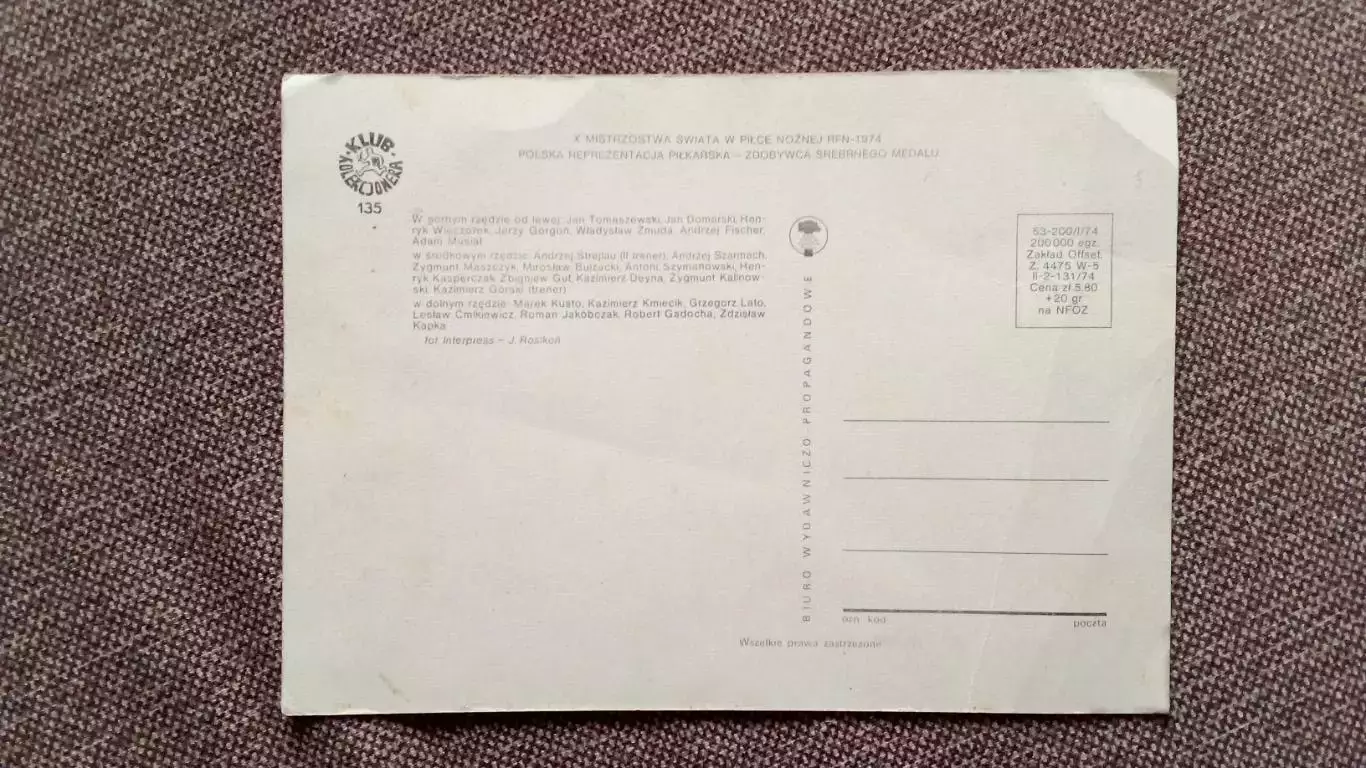 KLUB
KOLEKCJONERA
135
X MISTRZOSTWA ŚWIATA W PIŁCE NOŻNEJ RFN-1974
POLSKA REPREZENTACJA PIŁKARSKA – ZDOBYWCA SREBRNEGO MEDALU
W górnym rzędzie od lewej: Jan Tomaszewski, Jan Domarski, Hen-
ryk Wieczorek, Jerzy Gorgoń, Władysław Żmuda, Andrzej Fischer,
Adam Musiał
w środkowym rzędzie: Andrzej Strejlau (II trener), Andrzej Szarmach,
Zygmunt Maszczyk, Mirosław Bulzacki, Antoni Szymanowski, Hen-
ryk Kasperczak, Zbigniew Gut, Kazimierz Deyna, Zygmunt Kalinow-
ski, Kazimierz Górski (trener)
w dolnym rzędzie: Marek Kusto, Kazimierz Kmiecik, Grzegorz Lato,
Lesław Ćmikiewicz, Roman Jakóbczak, Robert Gadocha, Zdzisław
Kapka
fot Interpress – J. Rosikoń
BIURO WYDAWNICZO-PROPAGANDOWE
53-200/I/74
200 000 egz.
Zakład Offset.
Z. 4475 W-5
II-2-131/74
Cena zł 5.80
+20 gr
na NFOZ
ozn kod
poczta
Wszelkie prawa zastrzeżone